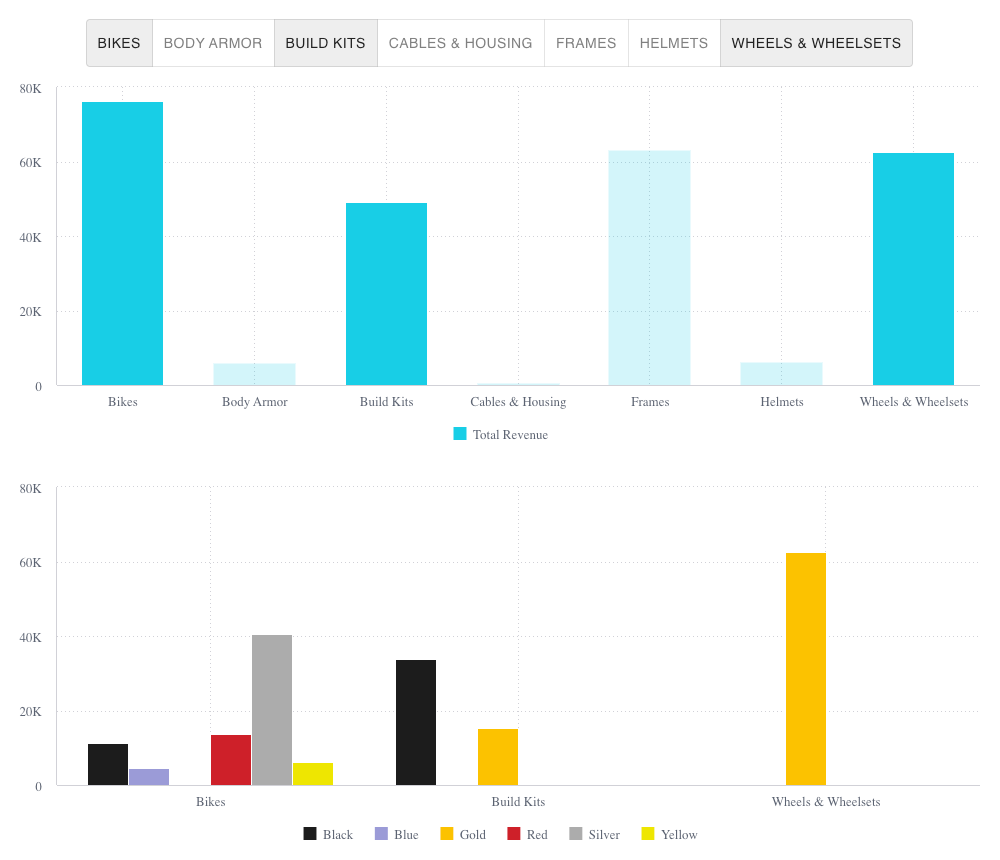 BIKES BODY ARMOR BUILD KITS CABLES & HOUSING FRAMES HELMETS WHEELS & WHEELSETS
80K
60K
40K
20K
0
Bikes Body Armor Build Kits Cables & Housing Frames Helmets Wheels & Wheelsets
Total Revenue
80K
60K
40K
20K
0
Bikes Build Kits Wheels & Wheelsets
Black Blue Gold Red Silver Yellow